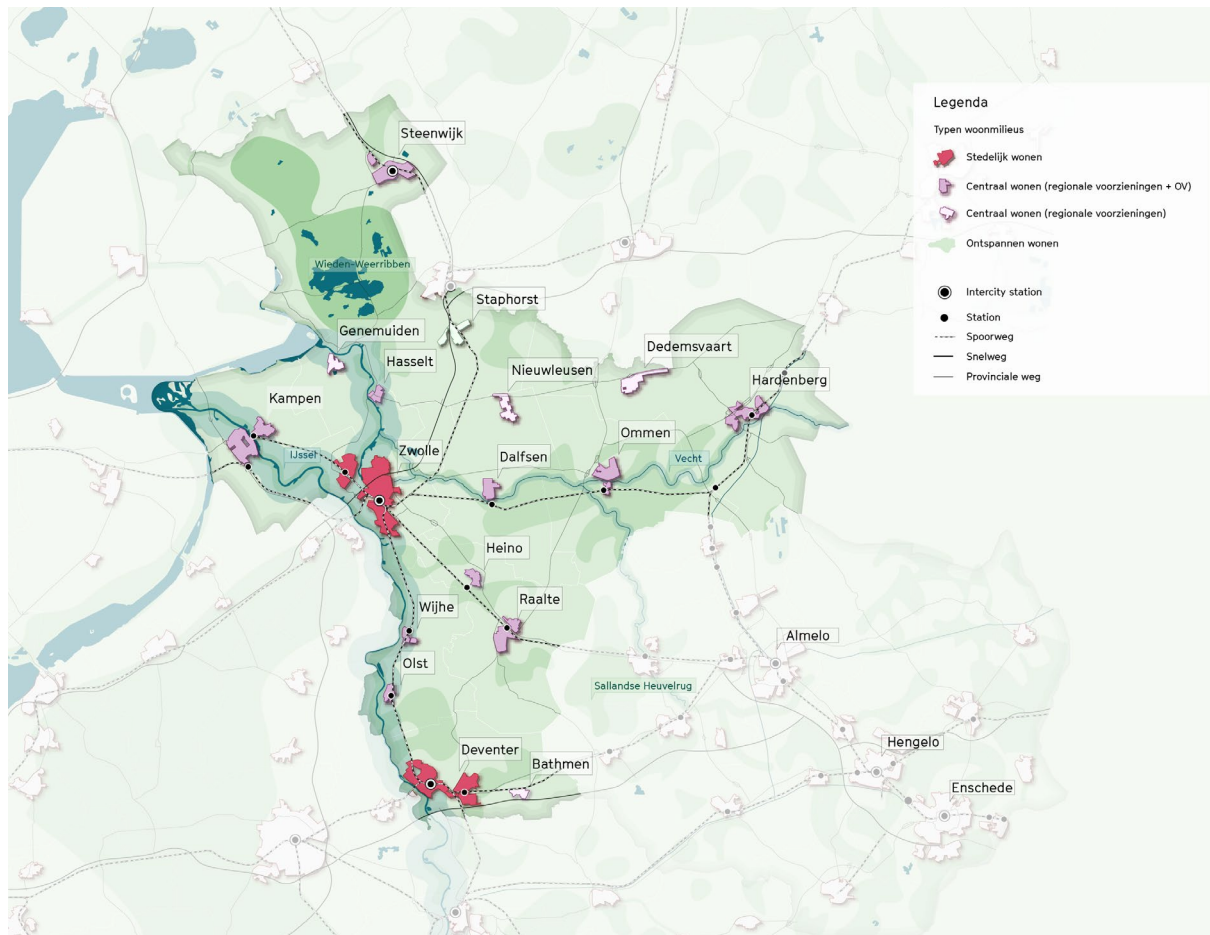 Legenda
Typen woonmilieus
Stedelijk wonen
Centraal wonen (regionale voorzieningen + OV)
Centraal wonen (regionale voorzieningen)
Ontspannen wonen
Intercity station
Station
Spoorweg
Snelweg
Provinciale weg
Steenwijk
Wieden-Weerribben
Staphorst
Genemuiden
Hasselt
Dedemsvaart
Nieuwleusen
Hardenberg
Kampen
Ommen
IJssel
Zwolle
Dalfsen
Vecht
Heino
Raalte
Wijhe
Almelo
Olst
Sallandse Heuvelrug
Deventer
Hengelo
Bathmen
Enschede